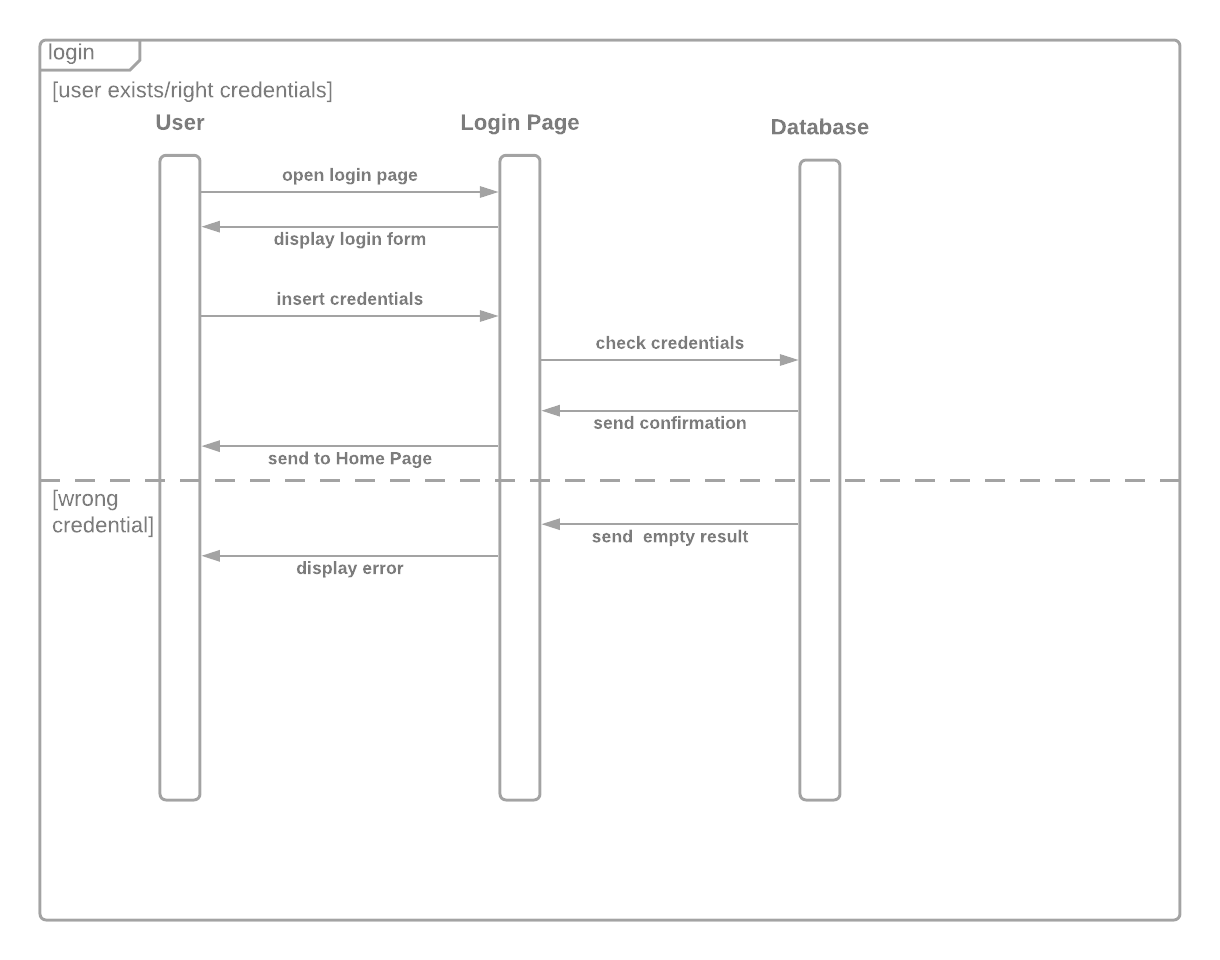 login
[user exists/right credentials]
User
Login Page
Database
open login page
display login form
insert credentials
check credentials
send confirmation
send to Home Page
[wrong
credential]
send  empty result
display error